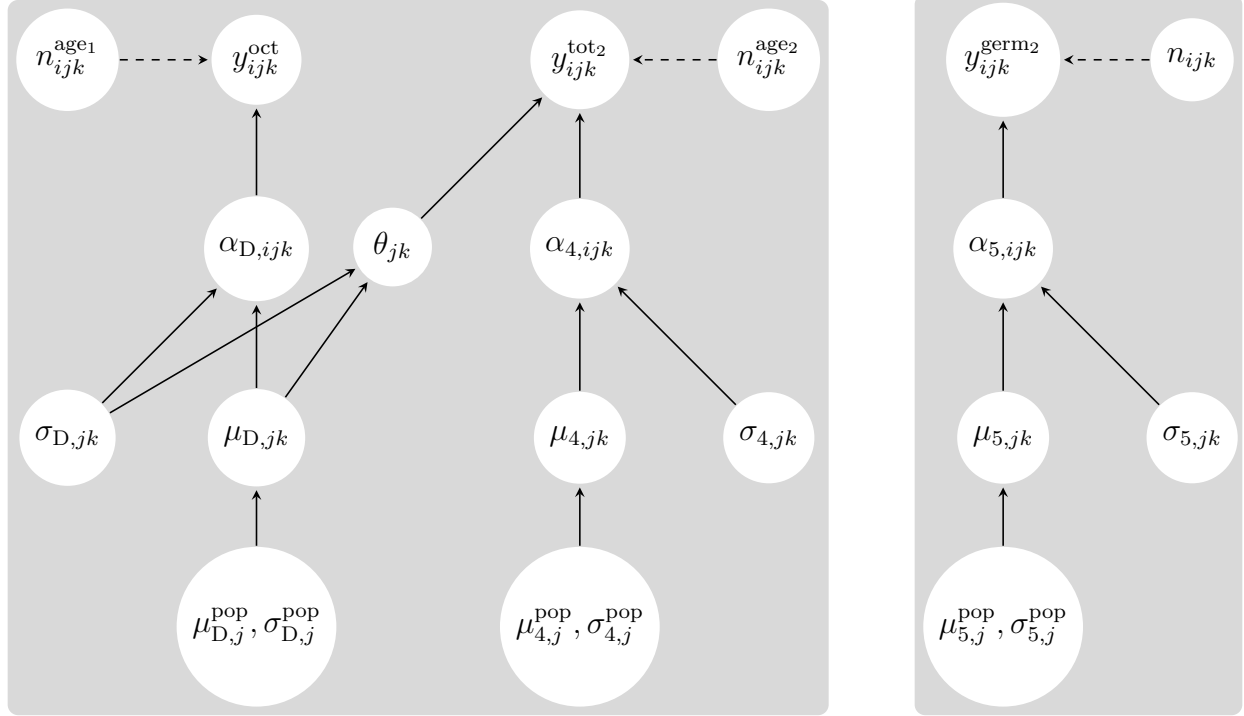 n_{ijk}^{age_1} y_{ijk}^{oct} y_{ijk}^{tot_2} n_{ijk}^{age_2} y_{ijk}^{germ_2} n_{ijk}
α_{D,ijk} θ_{jk} α_{4,ijk} α_{5,ijk}
σ_{D,jk} μ_{D,jk} μ_{4,jk} σ_{4,jk} μ_{5,jk} σ_{5,jk}
μ_{D,j}^{pop}, σ_{D,j}^{pop} μ_{4,j}^{pop}, σ_{4,j}^{pop} μ_{5,j}^{pop}, σ_{5,j}^{pop}